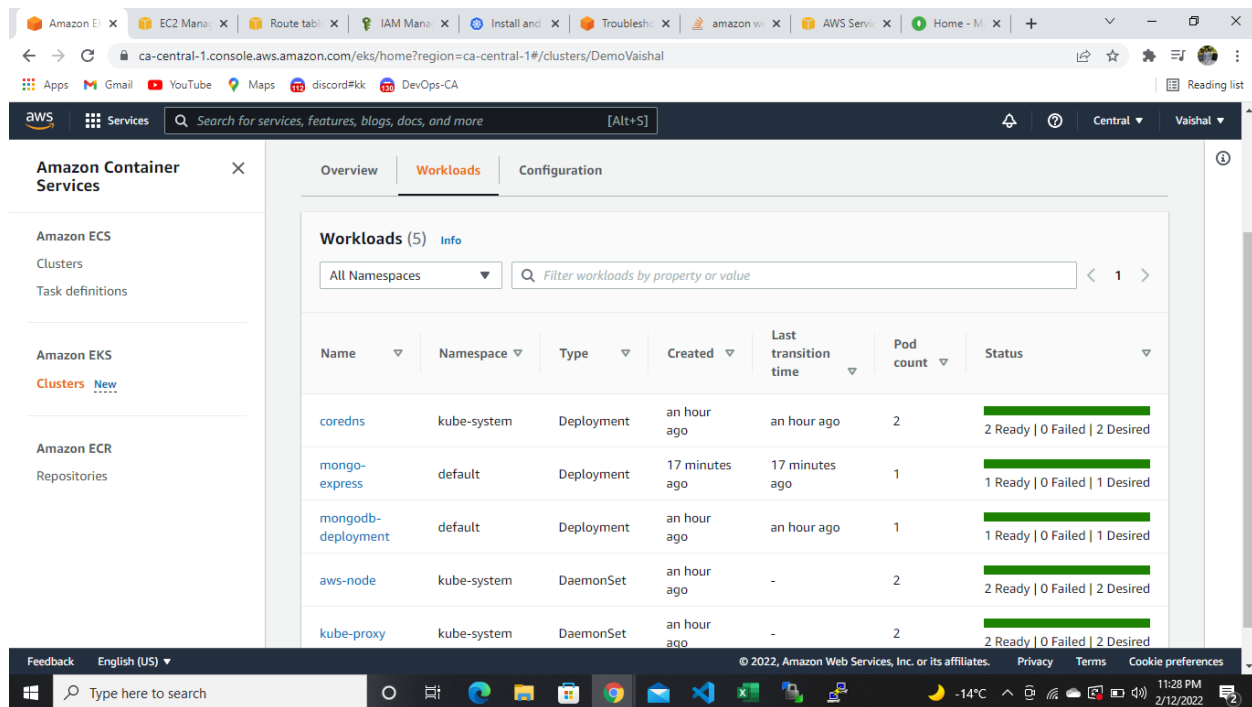 Amazon E
EC2 Manag
Route tabl
IAM Mana
Install and
Troublesho
amazon we
AWS Servic
Home - M
ca-central-1.console.aws.amazon.com/eks/home?region=ca-central-1#/clusters/DemoVaishal
Apps
Gmail
YouTube
Maps
112
discord#kk
130
DevOps-CA
Reading list
aws
Services
Search for services, features, blogs, docs, and more
[Alt+S]
Central ▼
Vaishal ▼
Amazon Container
Services
Amazon ECS
Clusters
Task definitions
Amazon EKS
Clusters New
Amazon ECR
Repositories
Overview
Workloads
Configuration
Workloads (5) Info
All Namespaces
Filter workloads by property or value
1
Name
Namespace
Type
Created
Last
transition
time
Pod
count
Status
coredns
kube-system
Deployment
an hour
ago
an hour ago
2
2 Ready | 0 Failed | 2 Desired
mongo-
express
default
Deployment
17 minutes
ago
17 minutes
ago
1
1 Ready | 0 Failed | 1 Desired
mongodb-
deployment
default
Deployment
an hour
ago
an hour ago
1
1 Ready | 0 Failed | 1 Desired
aws-node
kube-system
DaemonSet
an hour
ago
-
2
2 Ready | 0 Failed | 2 Desired
kube-proxy
kube-system
DaemonSet
an hour
ago
-
2
2 Ready | 0 Failed | 2 Desired
Feedback
English (US) ▼
© 2022, Amazon Web Services, Inc. or its affiliates.
Privacy
Terms
Cookie preferences
Type here to search
-14°C
11:28 PM
2/12/2022
2